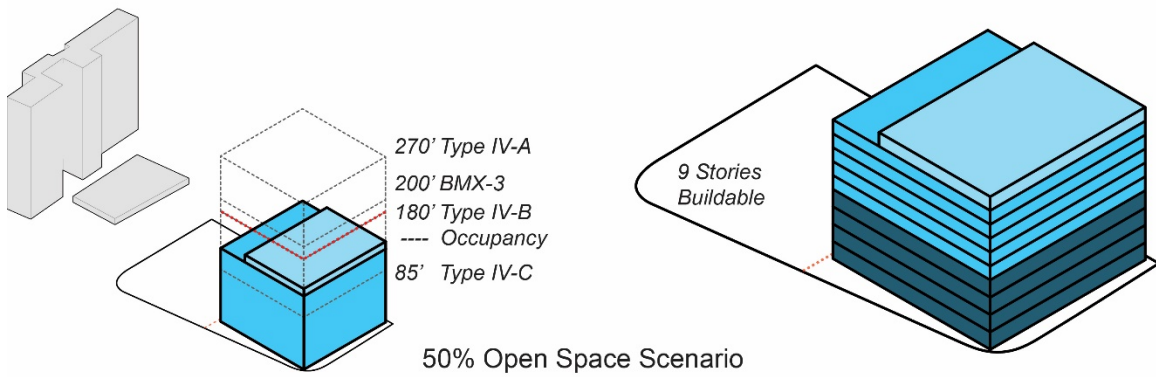 270' Type IV-A
200' BMX-3
180' Type IV-B
---- Occupancy
85' Type IV-C
9 Stories
Buildable
50% Open Space Scenario